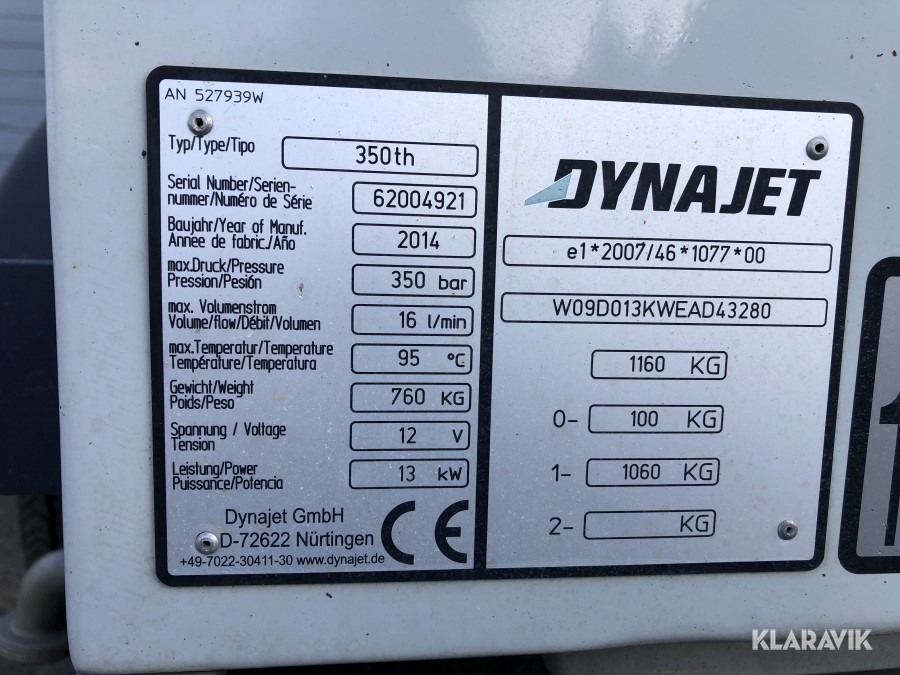 AN 527939W
Typ/Type/Tipo 350th
Serial Number/Serien-
nummer/Numéro de Série 62004921
Baujahr/Year of Manuf.
Annee de fabric./Año 2014
max.Druck/Pressure
Pression/Pesión 350 bar
max. Volumenstrom
Volume/flow/Débit/Volumen 16 l/min
max.Temperatur/Temperature
Température/Temperatura 95 °C
Gewicht/Weight
Poids/Peso 760 KG
Spannung / Voltage
Tension 12 V
Leistung/Power
Puissance/Potencia 13 kW
Dynajet GmbH
D-72622 Nürtingen
+49-7022-30411-30 www.dynajet.de
CE
DYNAJET
e1*2007/46*1077*00
W09D013KWEAD43280
1160 KG
0- 100 KG
1- 1060 KG
2- KG
KLARAVIK